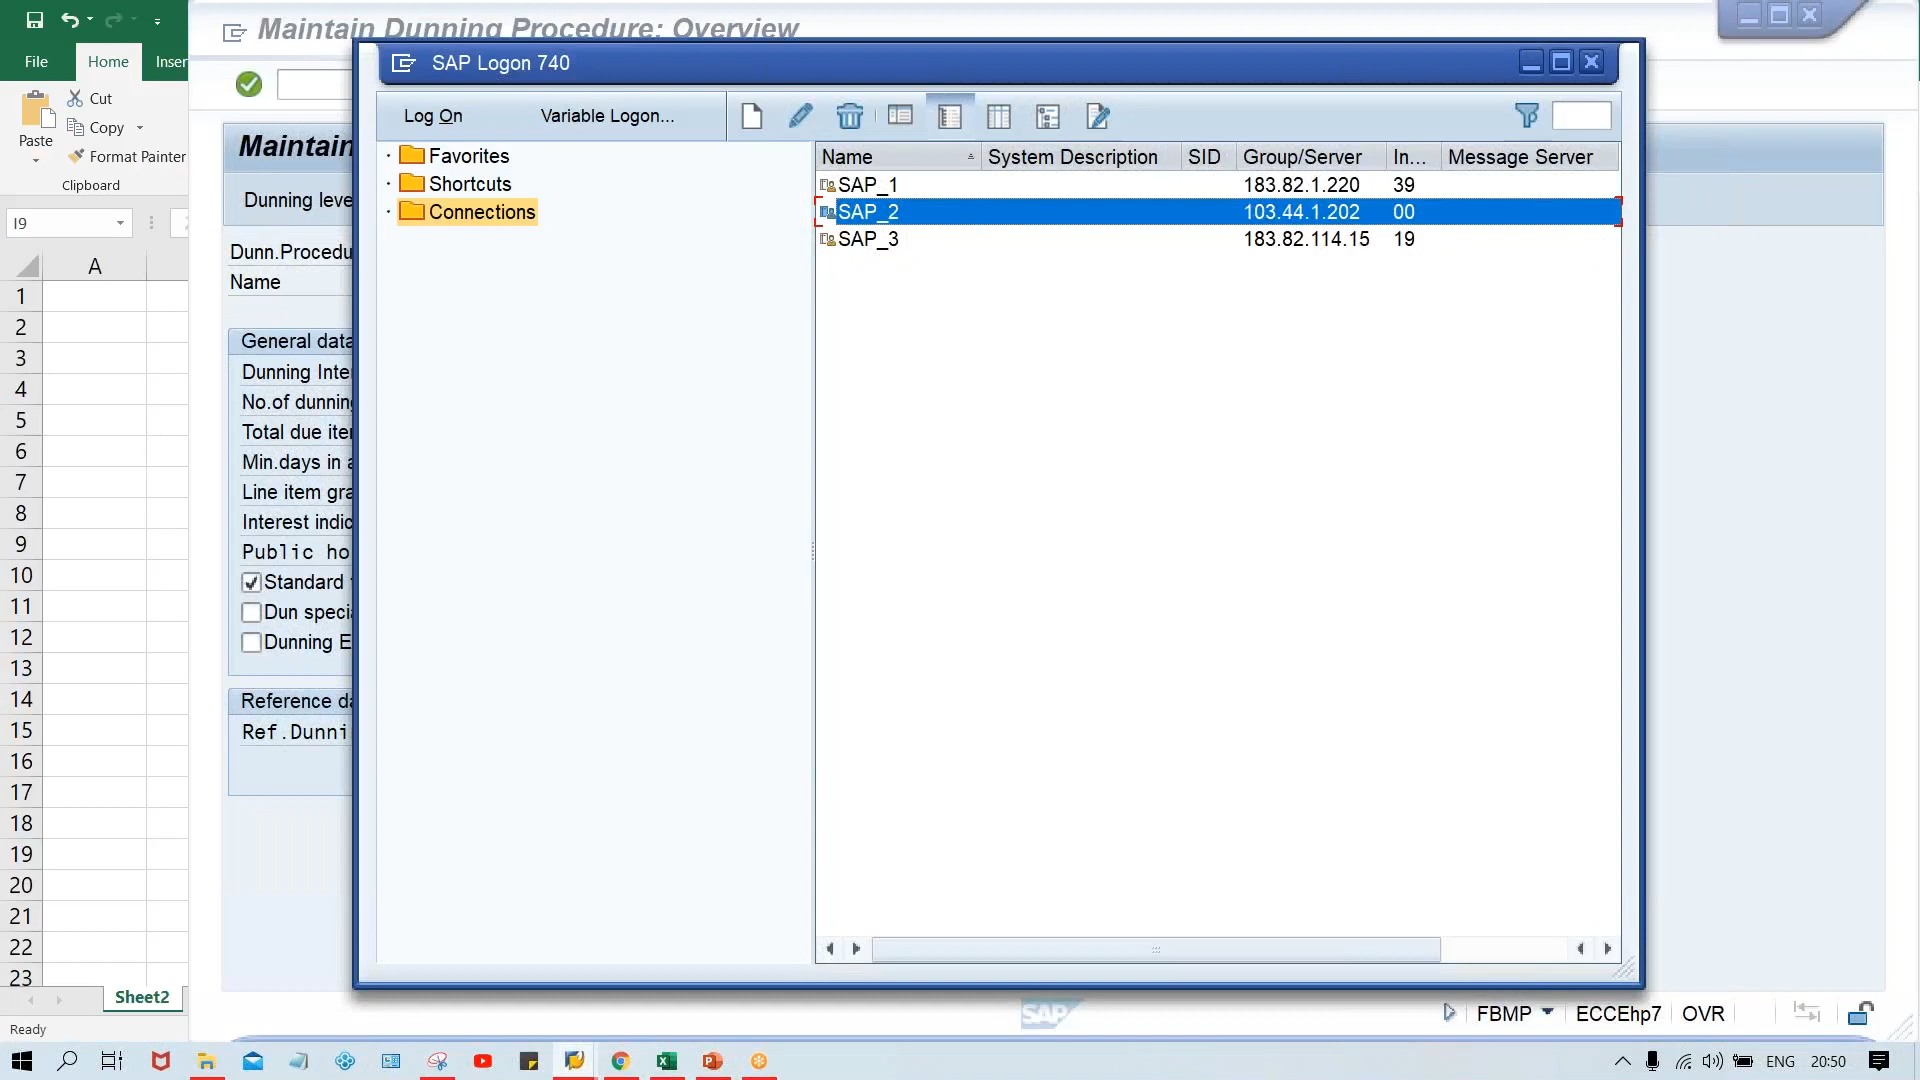 Maintain Dunning Procedure: Overview
SAP Logon 740
File Home Inser
Log On Variable Logon...
Cut
Copy
Paste
Format Painter
Clipboard
Maintain
Dunning leve
Favorites
Shortcuts
Connections
Name System Description SID Group/Server In... Message Server
SAP_1 183.82.1.220 39
SAP_2 103.44.1.202 00
SAP_3 183.82.114.15 19
I9
A
1
2
3
4
5
6
7
8
9
10
11
12
13
14
15
16
17
18
19
20
21
22
23
Dunn.Procedu
Name
General data
Dunning Inte
No.of dunning
Total due ite
Min.days in a
Line item gra
Interest indic
Public ho
Standard
Dun specia
Dunning E
Reference da
Ref.Dunni
Sheet2
Ready
SAP
FBMP ECCEhp7 OVR
ENG 20:50